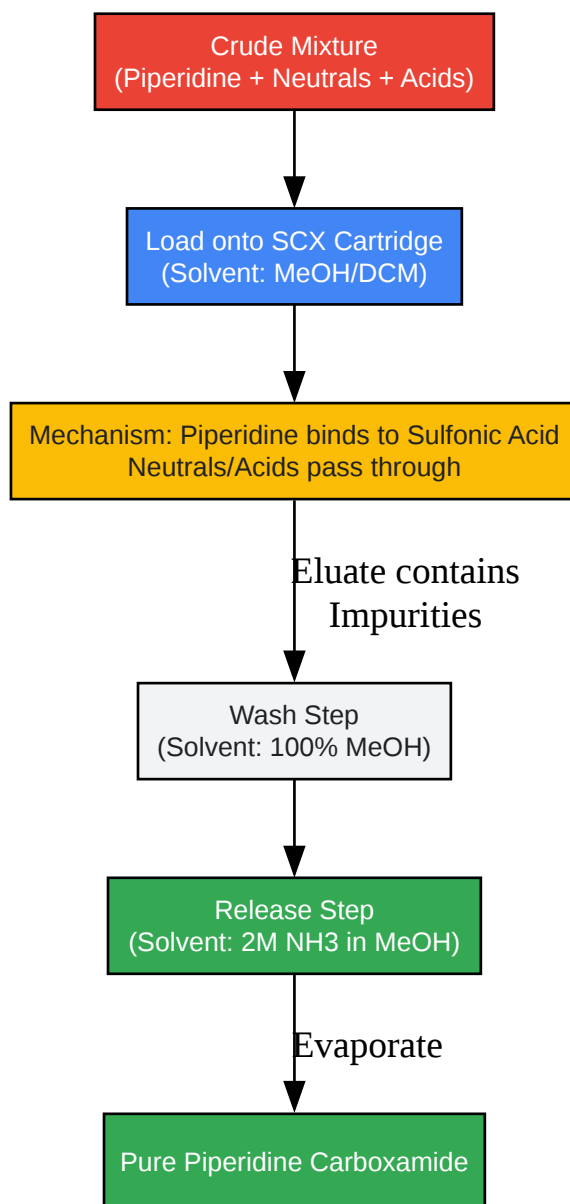 Crude Mixture
(Piperidine + Neutrals + Acids)
Load onto SCX Cartridge
(Solvent: MeOH/DCM)
Mechanism: Piperidine binds to Sulfonic Acid
Neutrals/Acids pass through
Eluate contains
Impurities
Wash Step
(Solvent: 100% MeOH)
Release Step
(Solvent: 2M NH3 in MeOH)
Evaporate
Pure Piperidine Carboxamide